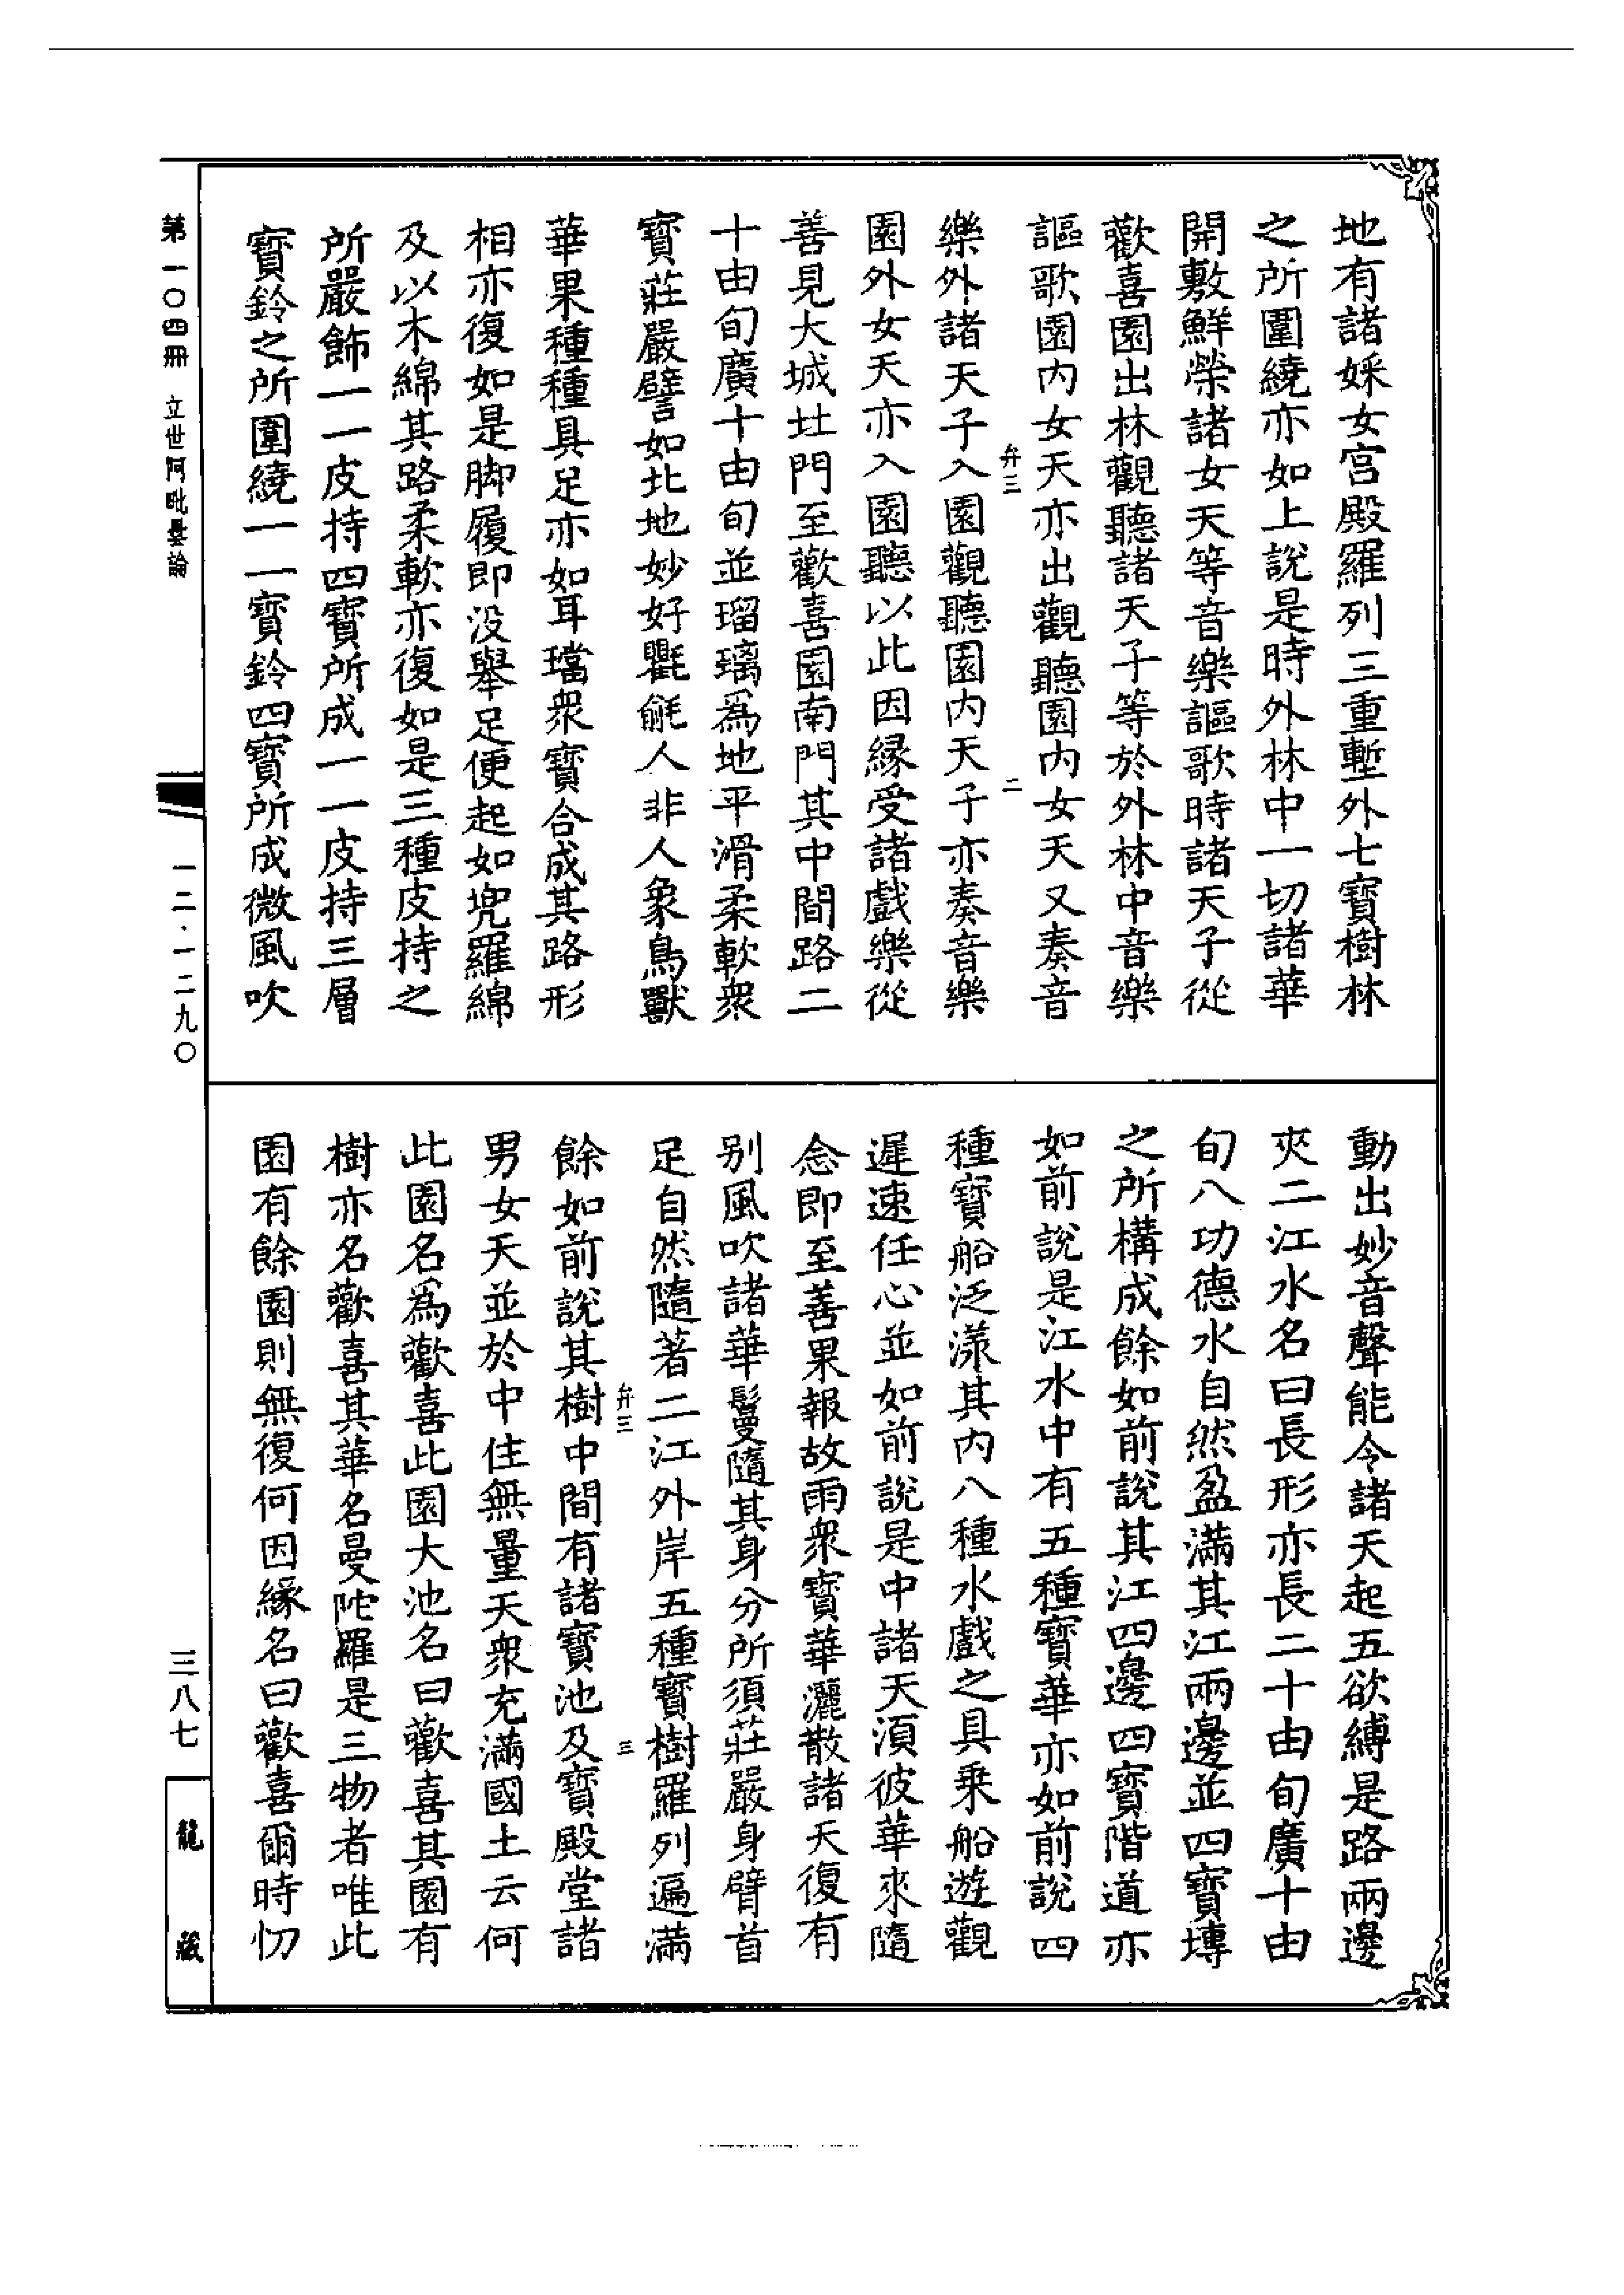 地有諸婇女宮殿羅列三重塹外七寶樹林
之所圍繞亦如上說是時外林中一切諸華
開敷鮮榮諸女天等音樂謳歌時諸天子從
歡喜園出林觀聽諸天子等於外林中音樂
謳歌園內女天亦出觀聽園內女天又奏音
弁三 二
樂外諸天子入園觀聽園內天子亦奏音樂
園外女天亦入園聽以此因緣受諸戲樂從
善見大城北門至歡喜園南門其中間路二
十由旬廣十由旬並瑠璃爲地平滑柔軟衆
寶莊嚴譬如北地妙好氍毹人非人象鳥獸
華果種種具足亦如耳璫衆寶合成其路形
相亦復如是脚履即没舉足便起如兠羅綿
及以木綿其路柔軟亦復如是三種皮持之
所嚴飾一一皮持四寶所成一一皮持三層
寶鈴之所圍繞一一寶鈴四寶所成微風吹
動出妙音聲能令諸天起五欲縛是路兩邊
夾二江水名曰長形亦長二十由旬廣十由
旬八功德水自然盈滿其江兩邊並四寶塼
之所構成餘如前說其江四邊四寶階道亦
如前說是江水中有五種寶華亦如前說四
種寶船泛漾其內八種水戲之具乗船遊觀
遲速任心並如前說是中諸天須彼華來隨
念即至善果報故雨衆寶華灑散諸天復有
别風吹諸華鬘隨其身分所須莊嚴身臂首
足自然隨著二江外岸五種寶樹羅列遍滿
弁三 三
餘如前說其樹中間有諸寶池及寶殿堂諸
男女天並於中住無量天衆充滿國土云何
此園名爲歡喜此園大池名曰歡喜其園有
樹亦名歡喜其華名曼陀羅是三物者唯此
園有餘園則無復何因緣名曰歡喜爾時忉
第一〇四冊 立世阿毗曇論
一二·一二九〇
三八七
龍藏